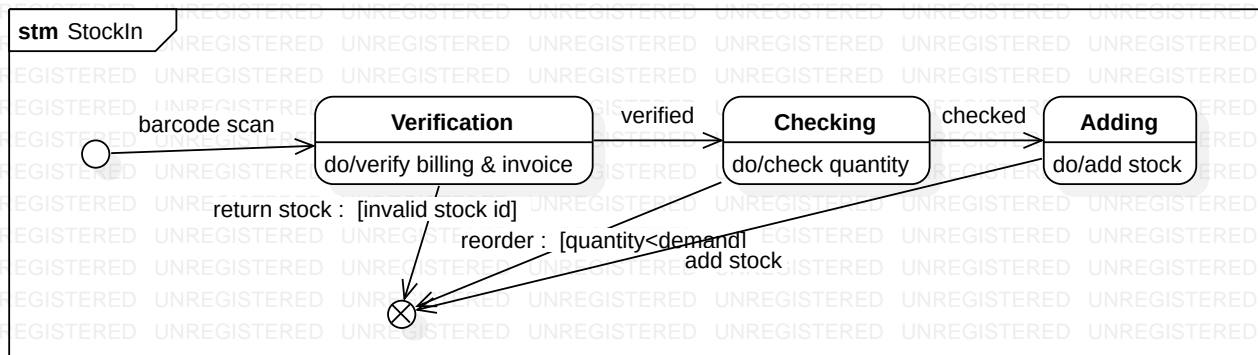 stm StockIn
barcode scan
Verification
do/verify billing & invoice
verified
Checking
do/check quantity
checked
Adding
do/add stock
return stock : [invalid stock id]
reorder : [quantity<demand]
add stock
UNREGISTERED